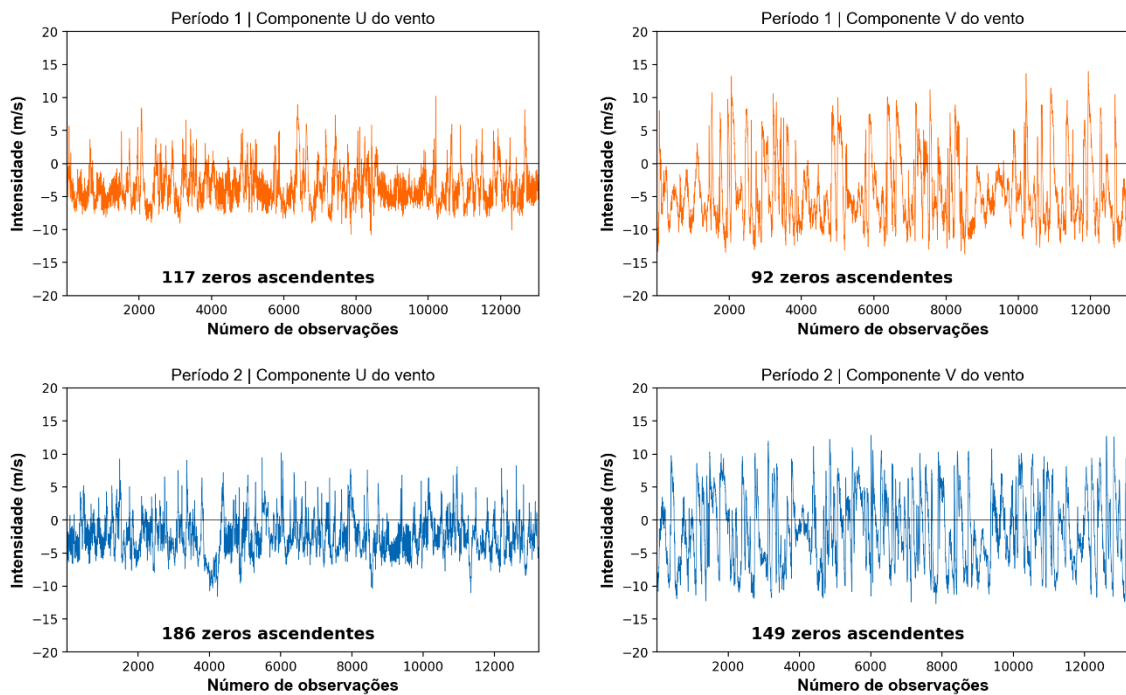 Período 1 | Componente U do vento
20
15
10
5
0
−5
−10
−15
−20
Intensidade (m/s)
117 zeros ascendentes
2000 4000 6000 8000 10000 12000
Número de observações
Período 1 | Componente V do vento
20
15
10
5
0
−5
−10
−15
−20
Intensidade (m/s)
92 zeros ascendentes
2000 4000 6000 8000 10000 12000
Número de observações
Período 2 | Componente U do vento
20
15
10
5
0
−5
−10
−15
−20
Intensidade (m/s)
186 zeros ascendentes
2000 4000 6000 8000 10000 12000
Número de observações
Período 2 | Componente V do vento
20
15
10
5
0
−5
−10
−15
−20
Intensidade (m/s)
149 zeros ascendentes
2000 4000 6000 8000 10000 12000
Número de observações